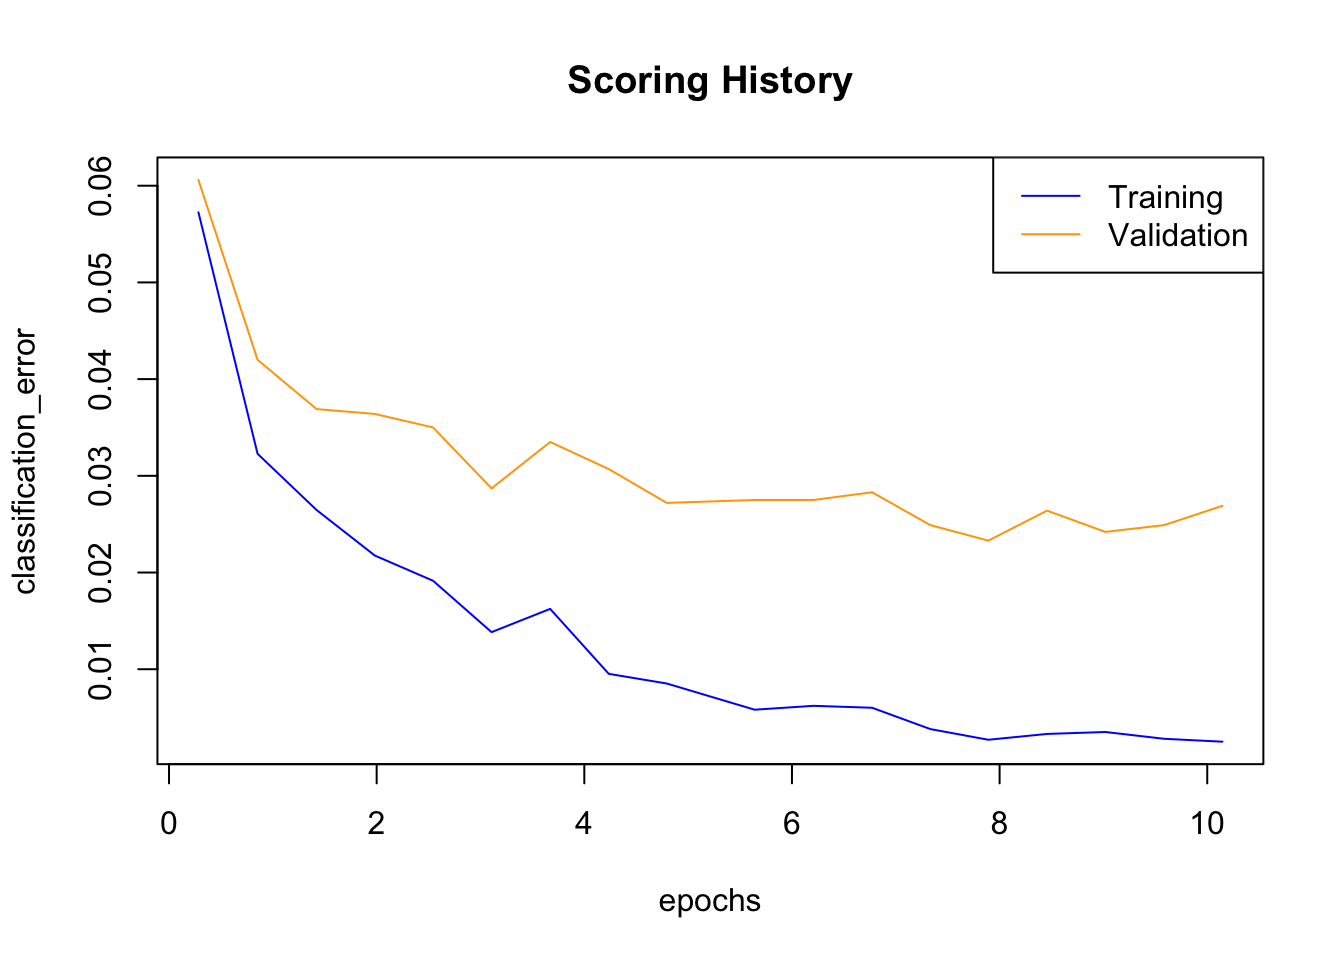 Scoring History
Training
Validation
classification_error
0.06
0.05
0.04
0.03
0.02
0.01
0 2 4 6 8 10
epochs